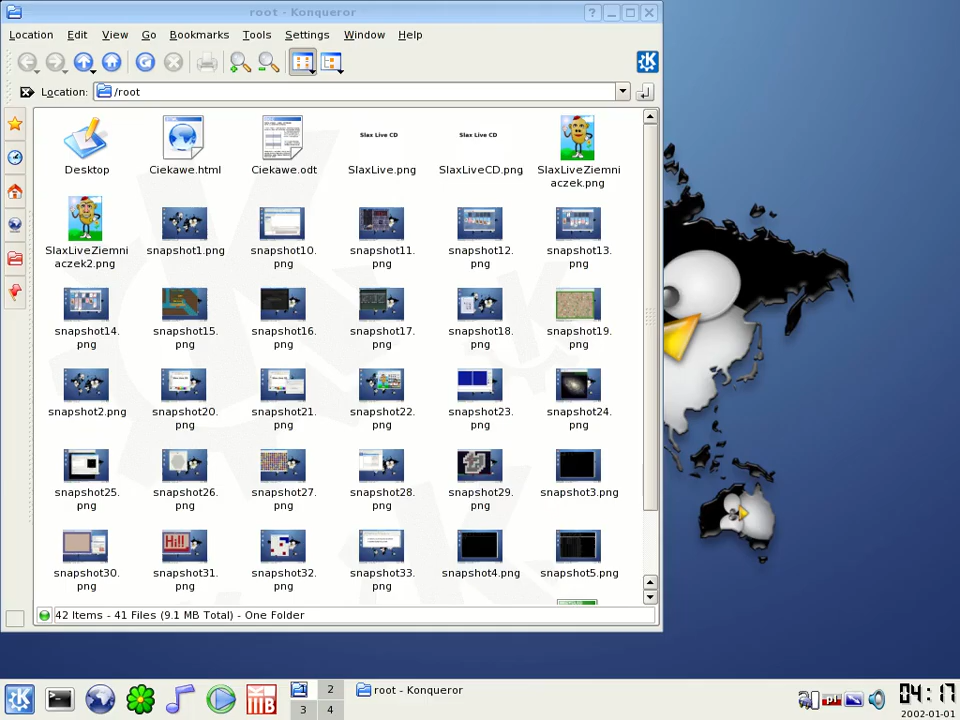 root - Konqueror
Location Edit View Go Bookmarks Tools Settings Window Help
Location: /root
Desktop Ciekawe.html Ciekawe.odt SlaxLive.png SlaxLiveCD.png SlaxLiveZiemni
aczek.png
Slax Live CD Slax Live CD
SlaxLiveZiemni snapshot1.png snapshot10. snapshot11. snapshot12. snapshot13.
aczek2.png png png png png
snapshot14. snapshot15. snapshot16. snapshot17. snapshot18. snapshot19.
png png png png png png
snapshot2.png snapshot20. snapshot21. snapshot22. snapshot23. snapshot24.
png png png png png
snapshot25. snapshot26. snapshot27. snapshot28. snapshot29. snapshot3.png
png png png png png
Hi!!
snapshot30. snapshot31. snapshot32. snapshot33. snapshot4.png snapshot5.png
png png png png
42 Items - 41 Files (9.1 MB Total) - One Folder
2
3 4
root - Konqueror
04:17
2002-01-01